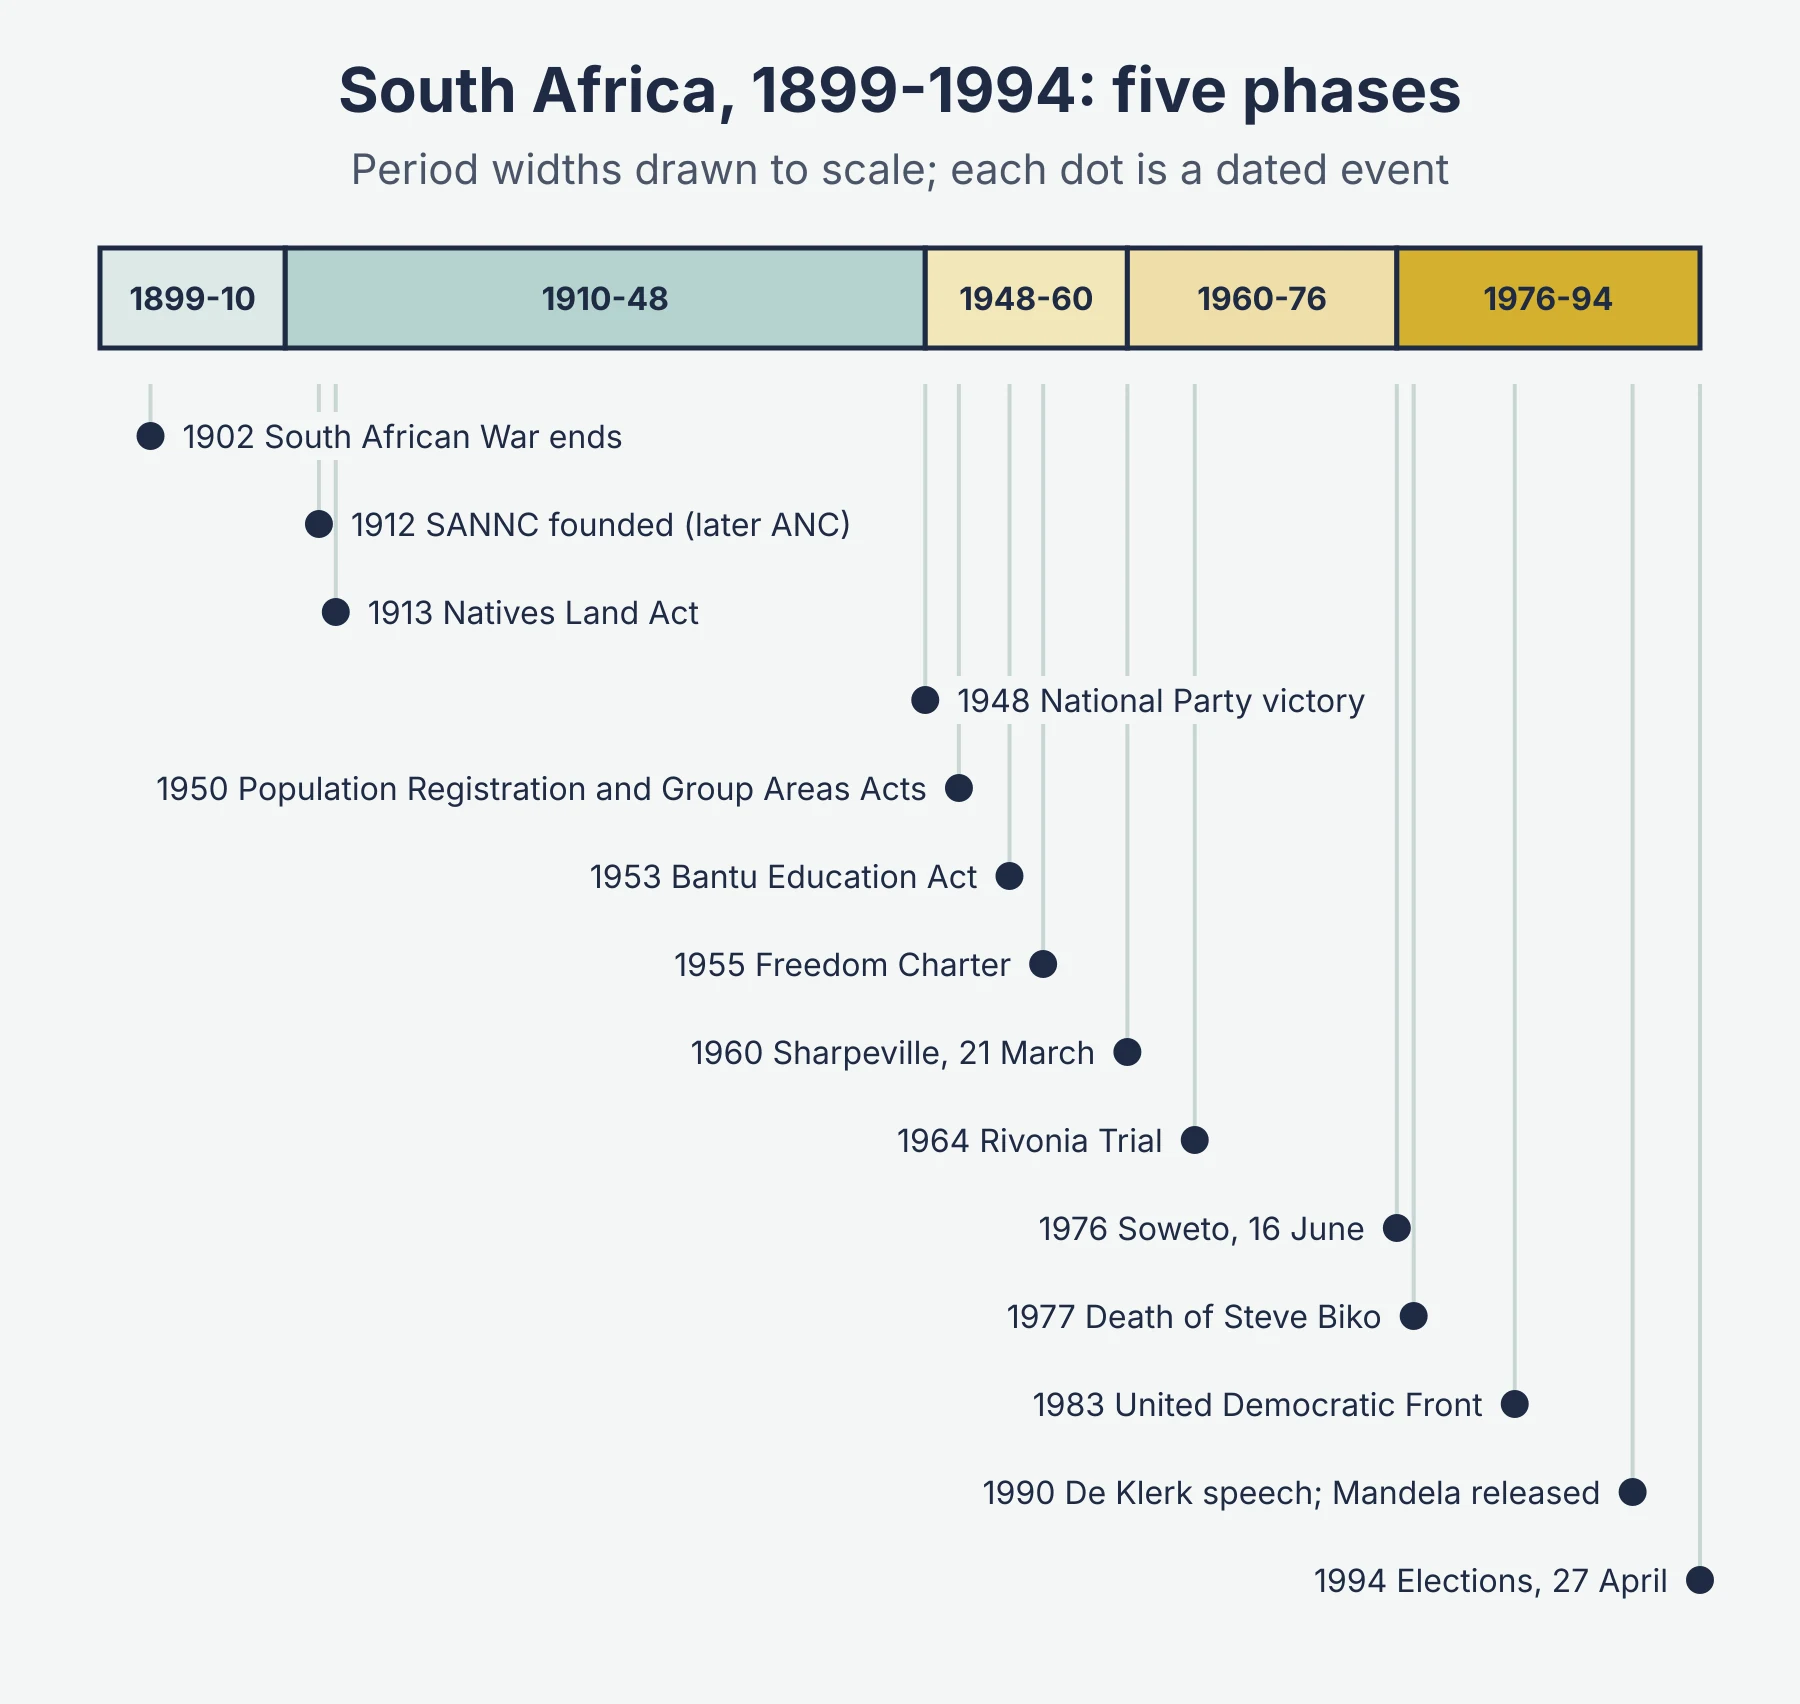 South Africa, 1899-1994: five phases
Period widths drawn to scale; each dot is a dated event
1899-10
1910-48
1948-60
1960-76
1976-94
1902 South African War ends
1912 SANNC founded (later ANC)
1913 Natives Land Act
1948 National Party victory
1950 Population Registration and Group Areas Acts
1953 Bantu Education Act
1955 Freedom Charter
1960 Sharpeville, 21 March
1964 Rivonia Trial
1976 Soweto, 16 June
1977 Death of Steve Biko
1983 United Democratic Front
1990 De Klerk speech; Mandela released
1994 Elections, 27 April